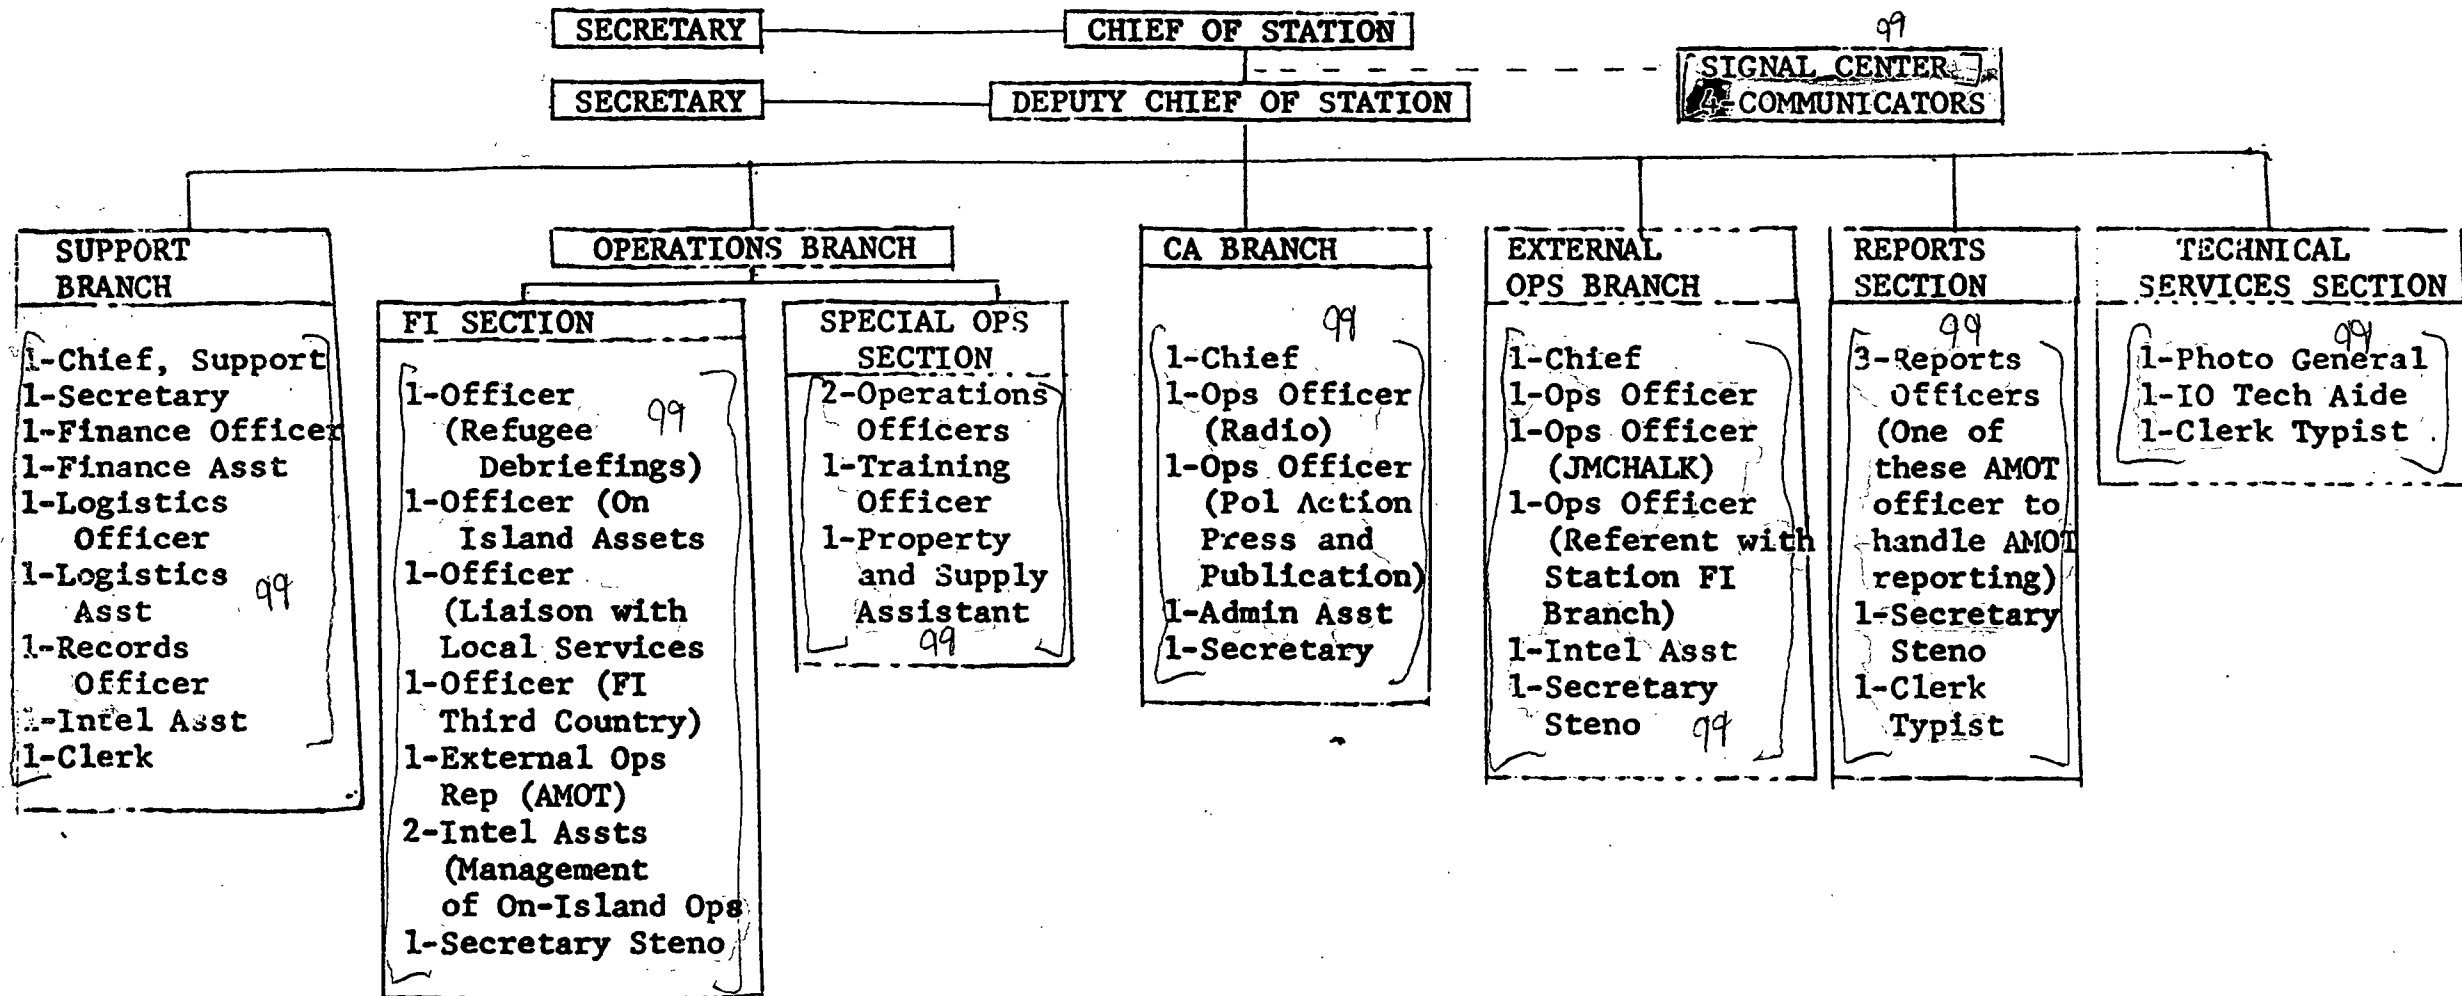 SECRETARY
CHIEF OF STATION
99
SIGNAL CENTER
4-COMMUNICATORS
SECRETARY
DEPUTY CHIEF OF STATION
SUPPORT
BRANCH
1-Chief, Support
1-Secretary
1-Finance Officer
1-Finance Asst
1-Logistics
Officer
1-Logistics
Asst
99
1-Records
Officer
1-Intel Asst
1-Clerk
OPERATIONS BRANCH
FI SECTION
1-Officer
(Refugee
99
Debriefings)
1-Officer (On
Island Assets
1-Officer
(Liaison with
Local Services
1-Officer (FI
Third Country)
1-External Ops
Rep (AMOT)
2-Intel Assts
(Management
of On-Island Ops
1-Secretary Steno
SPECIAL OPS
SECTION
2-Operations
Officers
1-Training
Officer
1-Property
and Supply
Assistant
99
CA BRANCH
99
1-Chief
1-Ops Officer
(Radio)
1-Ops Officer
(Pol Action
Press and
Publication)
1-Admin Asst
1-Secretary
EXTERNAL
OPS BRANCH
1-Chief
1-Ops Officer
1-Ops Officer
(JMCHALK)
1-Ops Officer
(Referent with
Station FI
Branch)
1-Intel Asst
1-Secretary
Steno
99
REPORTS
SECTION
99
3-Reports
Officers
(One of
these AMOT
officer to
handle AMOT
reporting)
1-Secretary
Steno
1-Clerk
Typist
TECHNICAL
SERVICES SECTION
99
1-Photo General
1-IO Tech Aide
1-Clerk Typist